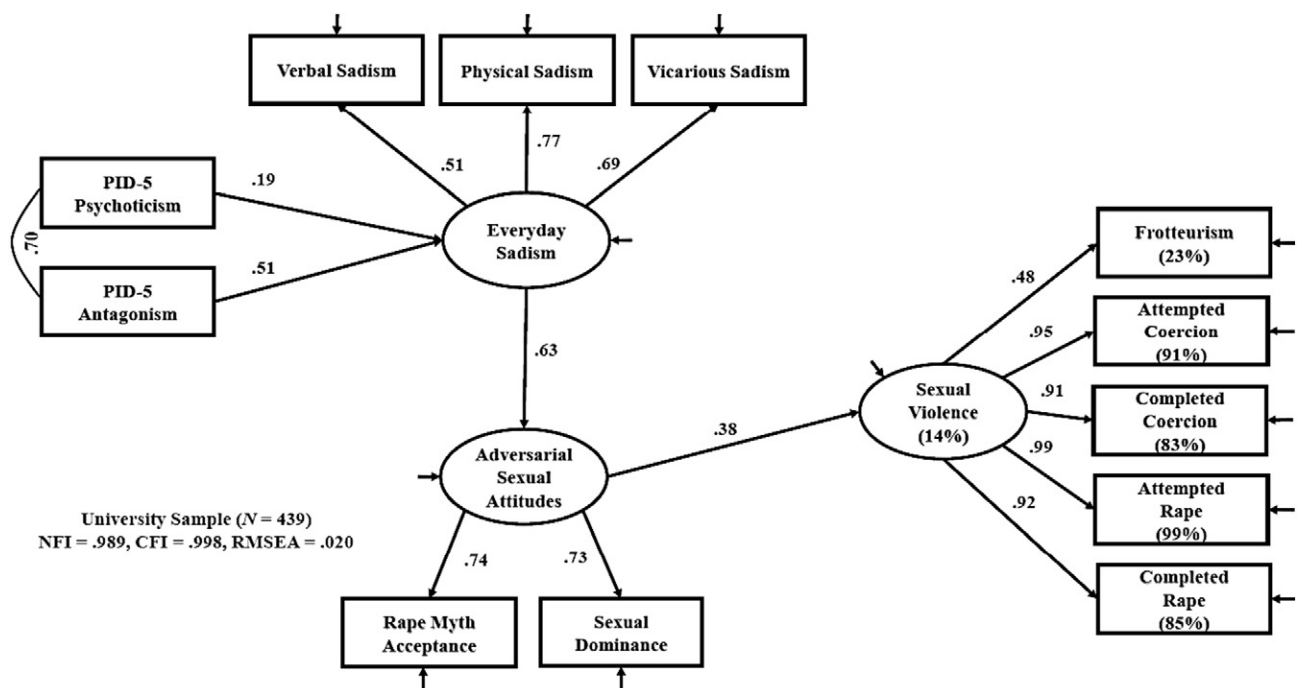 Verbal Sadism
Physical Sadism
Vicarious Sadism
.51
.77
.69
PID-5
Psychoticism
.19
.70
PID-5
Antagonism
.51
Everyday
Sadism
.63
Adversarial
Sexual
Attitudes
.38
.74
.73
Rape Myth
Acceptance
Sexual
Dominance
University Sample (N = 439)
NFI = .989, CFI = .998, RMSEA = .020
Sexual
Violence
(14%)
.48
.95
.91
.99
.92
Frotteurism
(23%)
Attempted
Coercion
(91%)
Completed
Coercion
(83%)
Attempted
Rape
(99%)
Completed
Rape
(85%)